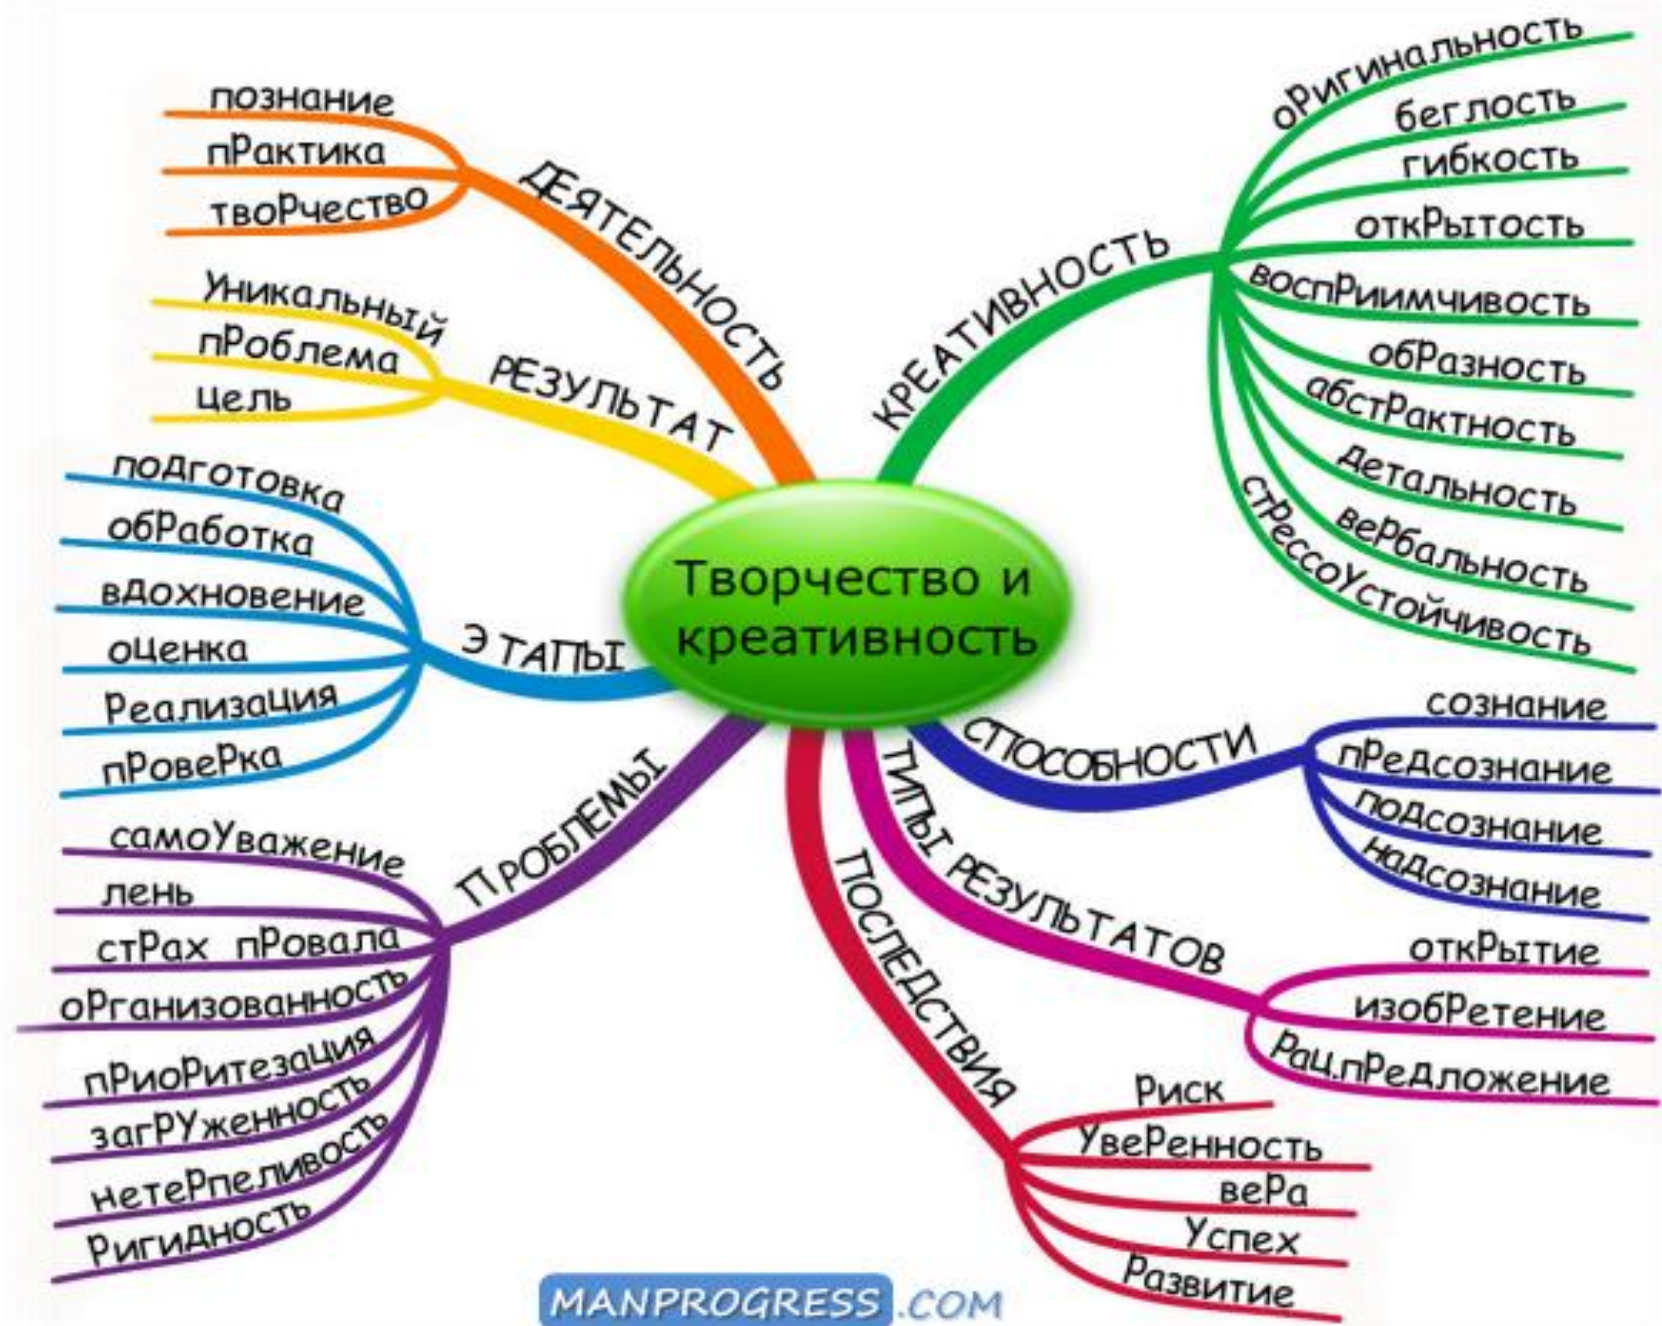 Творчество и
креативность
ДЕЯТЕЛЬНОСТЬ
познание
пРактика
твоРчество
РЕЗУЛЬТАТ
Уникальный
пРоблема
цель
ЭТАПЫ
подготовка
обРаботка
вдохновение
оценка
Реализация
пРовеРка
ПРОБЛЕМЫ
самоУважение
лень
стРах пРовала
оРганизованность
пРиоРитезация
загРУженность
нетеРпеливость
Ригидность
КРЕАТИВНОСТЬ
оРигинальность
беглость
гибкость
откРытость
воспРиимчивость
обРазность
абстРактность
детальность
веРбальность
стРессоУстойчивость
СПОСОБНОСТИ
сознание
пРедсознание
подсознание
надсознание
ТИПЫ РЕЗУЛЬТАТОВ
откРытие
изобРетение
Рац.пРедложение
ПОСЛЕДСТВИЯ
Риск
УвеРенность
веРа
Успех
Развитие
MANPROGRESS.COM